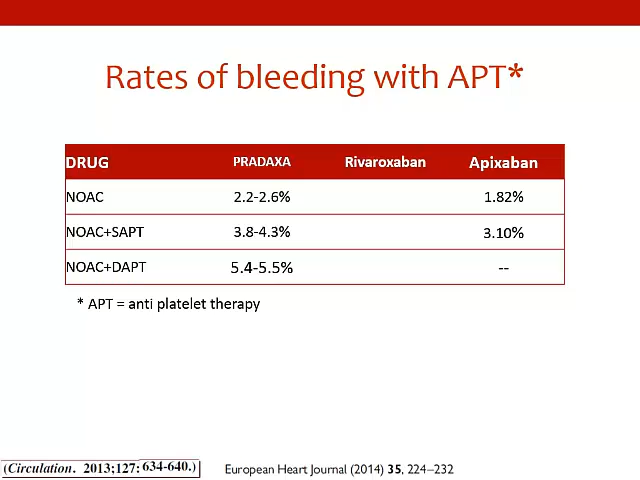 Rates of bleeding with APT*
DRUG PRADAXA Rivaroxaban Apixaban
NOAC 2.2-2.6% 1.82%
NOAC+SAPT 3.8-4.3% 3.10%
NOAC+DAPT 5.4-5.5% --
* APT = anti platelet therapy
(Circulation. 2013;127:634-640.)
European Heart Journal (2014) 35, 224–232